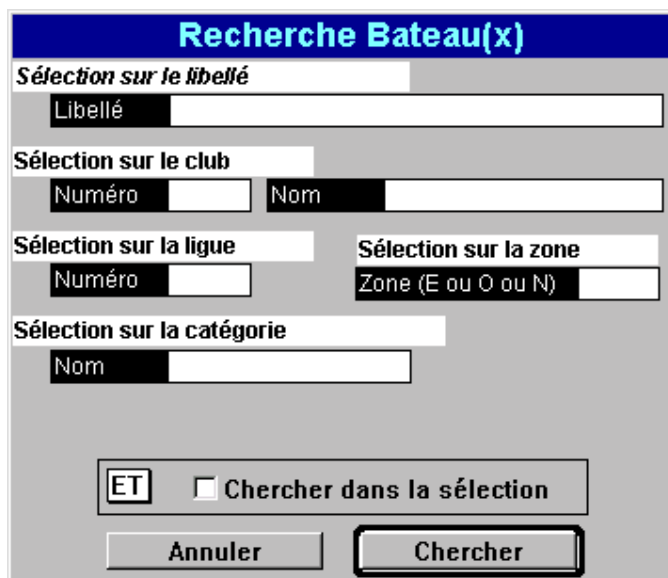 Recherche Bateau(x)
Sélection sur le libellé
Libellé
Sélection sur le club
Numéro Nom
Sélection sur la ligue Sélection sur la zone
Numéro Zone (E ou O ou N)
Sélection sur la catégorie
Nom
ET Chercher dans la sélection
Annuler Chercher